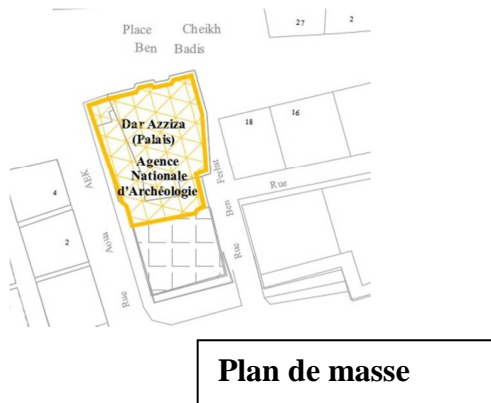 Place Cheikh
Ben Badis
27 2
Dar Azziza
(Palais)
Agence
Nationale
d'Archéologie
18 16
4
2
Rue Aoua ABK
Rue Ben
Rue
Plan de masse